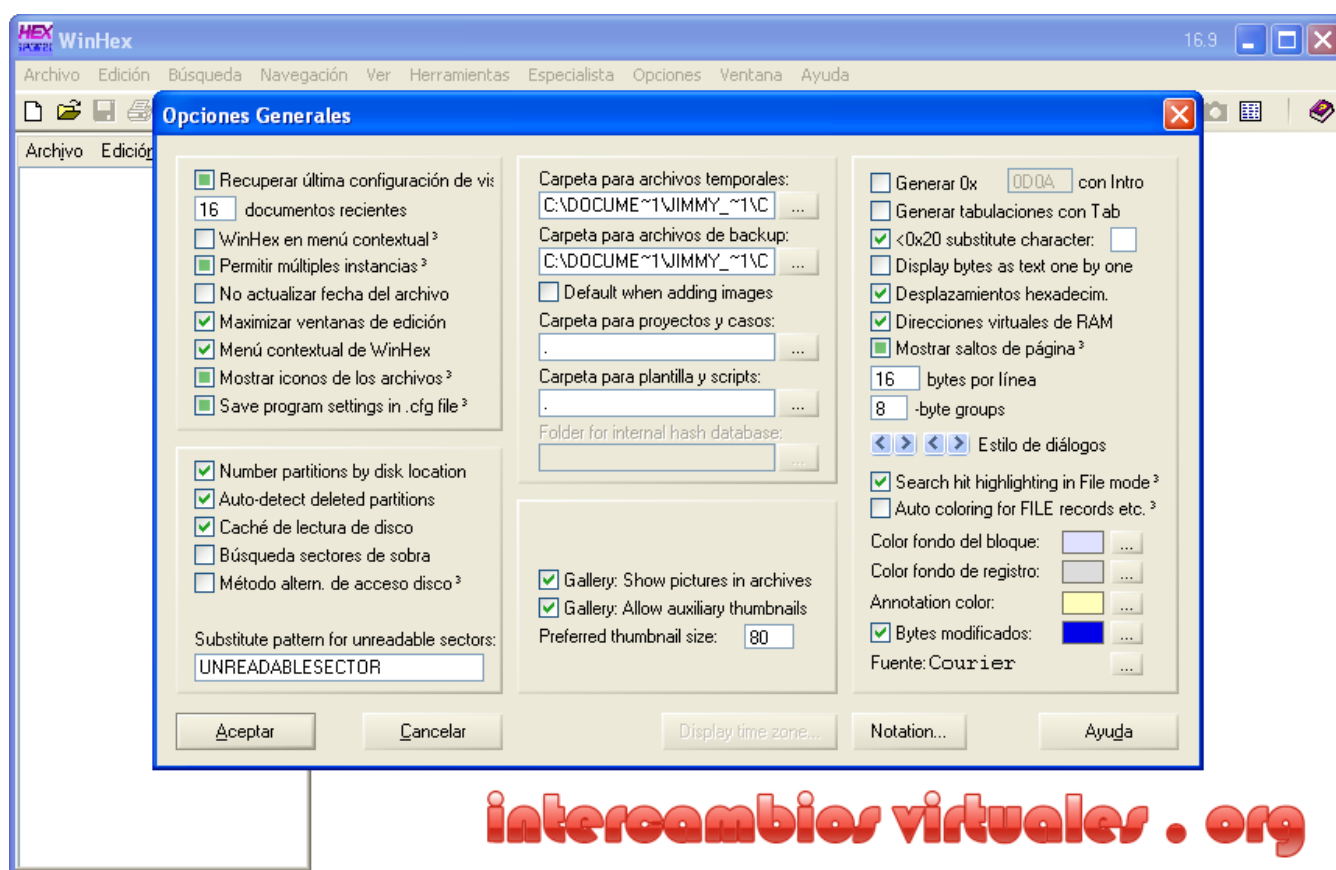 HEX
WinHex
16.9
Archivo Edición Búsqueda Navegación Ver Herramientas Especialista Opciones Ventana Ayuda
Opciones Generales
Archivo Edición
Recuperar última configuración de vis
16 documentos recientes
WinHex en menú contextual ³
Permitir múltiples instancias ³
No actualizar fecha del archivo
Maximizar ventanas de edición
Menú contextual de WinHex
Mostrar iconos de los archivos ³
Save program settings in .cfg file ³
Number partitions by disk location
Auto-detect deleted partitions
Caché de lectura de disco
Búsqueda sectores de sobra
Método altern. de acceso disco ³
Substitute pattern for unreadable sectors:
UNREADABLESECTOR
Carpeta para archivos temporales:
C:\DOCUME~1\JIMMY_~1\C ...
Carpeta para archivos de backup:
C:\DOCUME~1\JIMMY_~1\C ...
Default when adding images
Carpeta para proyectos y casos:
. ...
Carpeta para plantilla y scripts:
. ...
Folder for internal hash database:
...
Gallery: Show pictures in archives
Gallery: Allow auxiliary thumbnails
Preferred thumbnail size: 80
Generar 0x 0D0A con Intro
Generar tabulaciones con Tab
<0x20 substitute character:
Display bytes as text one by one
Desplazamientos hexadecim.
Direcciones virtuales de RAM
Mostrar saltos de página ³
16 bytes por línea
8 -byte groups
Estilo de diálogos
Search hit highlighting in File mode ³
Auto coloring for FILE records etc. ³
Color fondo del bloque: ...
Color fondo de registro: ...
Annotation color: ...
Bytes modificados: ...
Fuente: Courier ...
Aceptar Cancelar Display time zone... Notation... Ayuda
intercambios virtuales . org